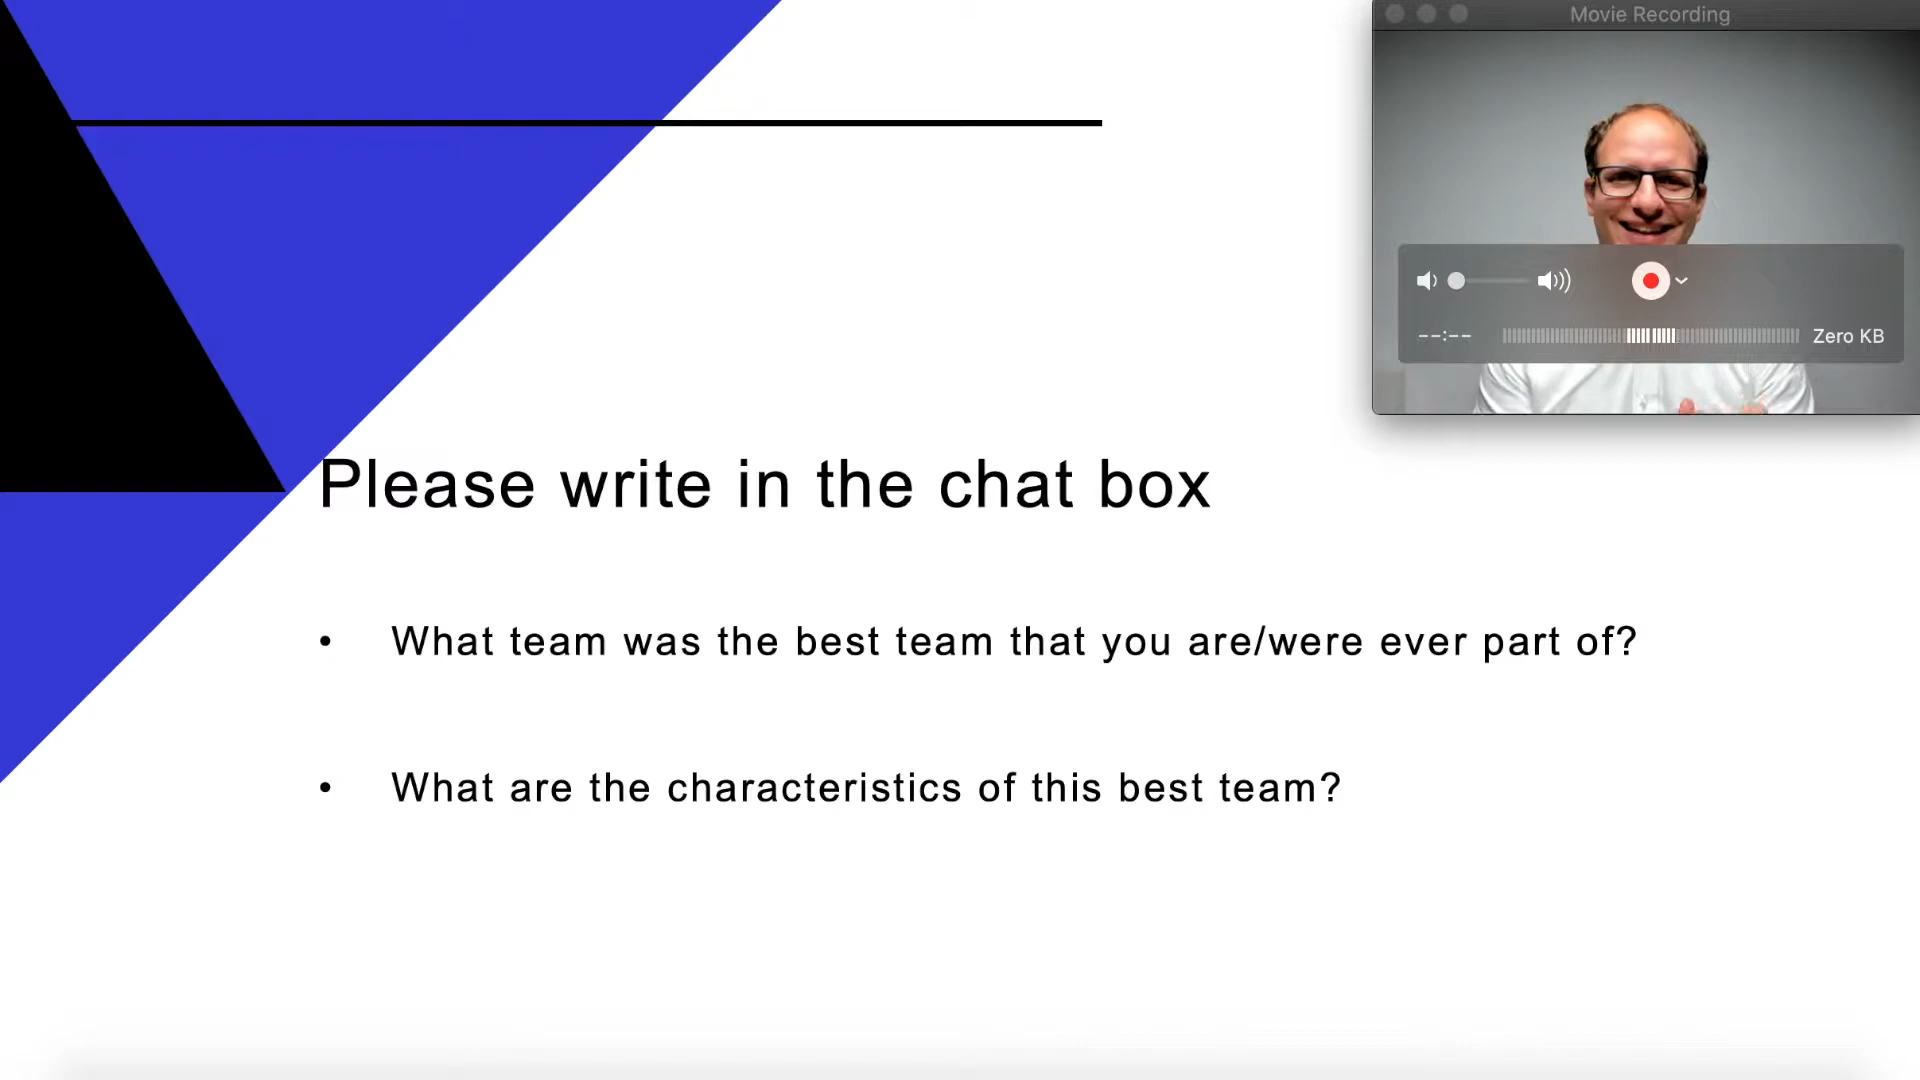 Movie Recording
--:--
Zero KB
Please write in the chat box
• What team was the best team that you are/were ever part of?
• What are the characteristics of this best team?